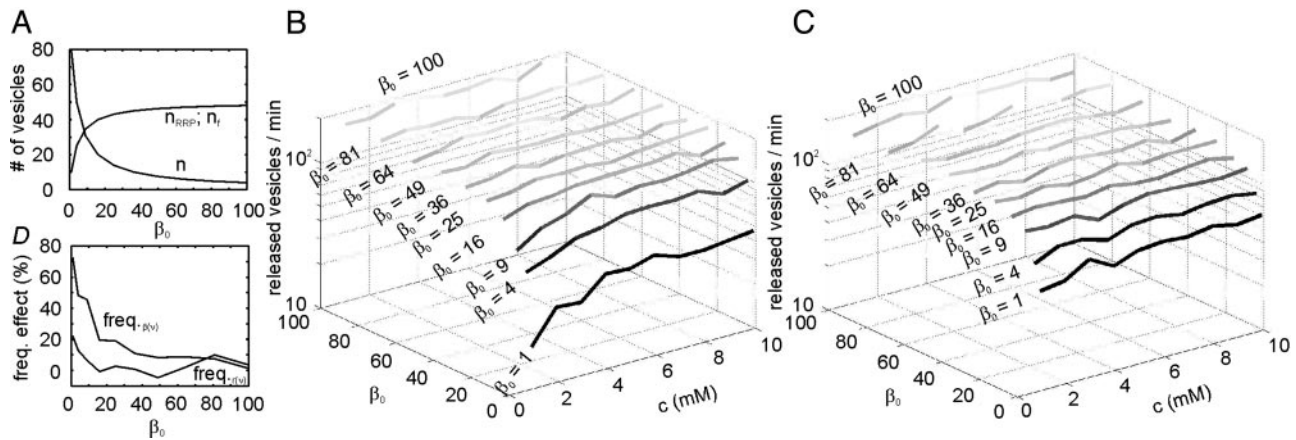 A
# of vesicles
80
60
40
20
0
n_RRP; n_f
n
0 20 40 60 80 100
β₀
D
freq. effect (%)
80
60
40
20
0
freq.β(ν)
freq.f(ν)
0 20 40 60 80 100
β₀
B
released vesicles / min
10²
10
β₀ = 100
β₀ = 81
β₀ = 64
β₀ = 49
β₀ = 36
β₀ = 25
β₀ = 16
β₀ = 9
β₀ = 4
β₀ = 1
100
80
60
40
20
0
β₀
0
2
4
6
8
10
c (mM)
C
released vesicles / min
10²
10
β₀ = 100
β₀ = 81
β₀ = 64
β₀ = 49
β₀ = 36
β₀ = 25
β₀ = 16
β₀ = 9
β₀ = 4
β₀ = 1
100
80
60
40
20
0
β₀
0
2
4
6
8
10
c (mM)